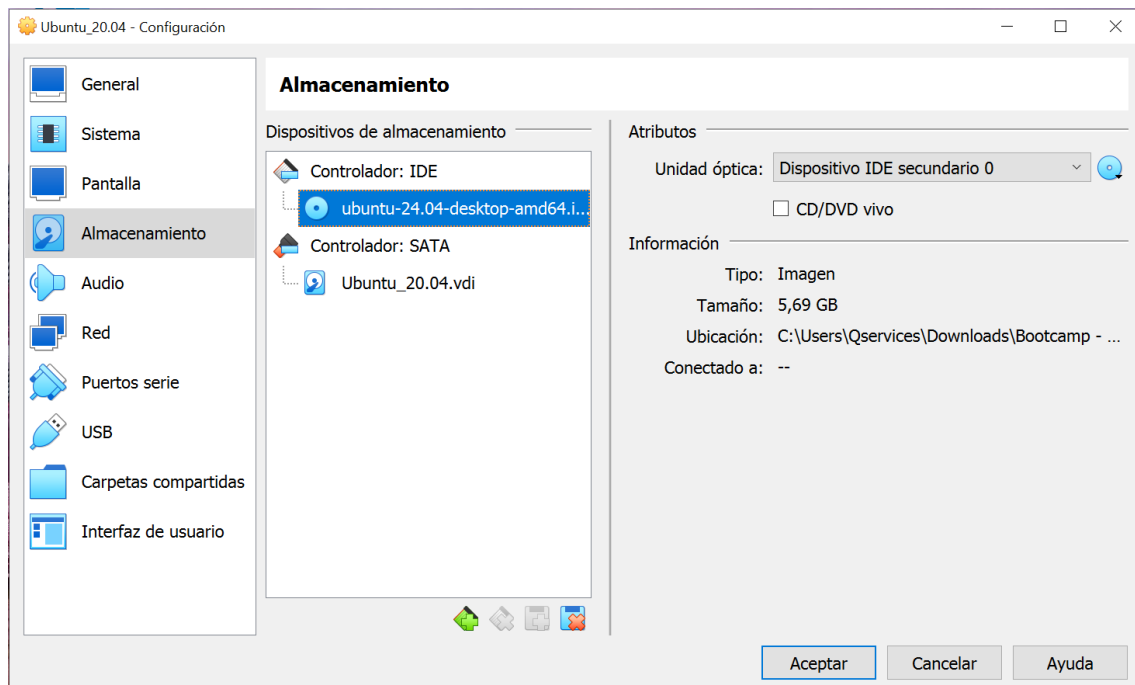 Ubuntu_20.04 - Configuración
General
Sistema
Pantalla
Almacenamiento
Audio
Red
Puertos serie
USB
Carpetas compartidas
Interfaz de usuario
Almacenamiento
Dispositivos de almacenamiento
Controlador: IDE
ubuntu-24.04-desktop-amd64.i...
Controlador: SATA
Ubuntu_20.04.vdi
Atributos
Unidad óptica: Dispositivo IDE secundario 0
CD/DVD vivo
Información
Tipo: Imagen
Tamaño: 5,69 GB
Ubicación: C:\Users\Qservices\Downloads\Bootcamp - ...
Conectado a: --
Aceptar Cancelar Ayuda